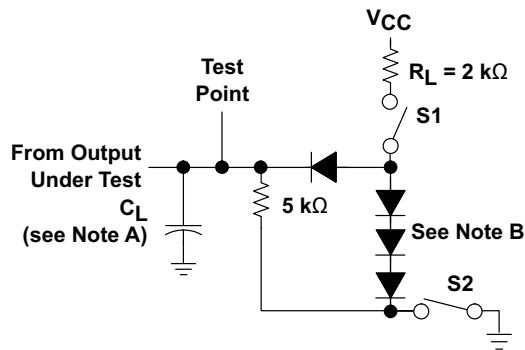 VCC
RL = 2 kΩ
S1
Test
Point
From Output
Under Test
CL
(see Note A)
5 kΩ
See Note B
S2